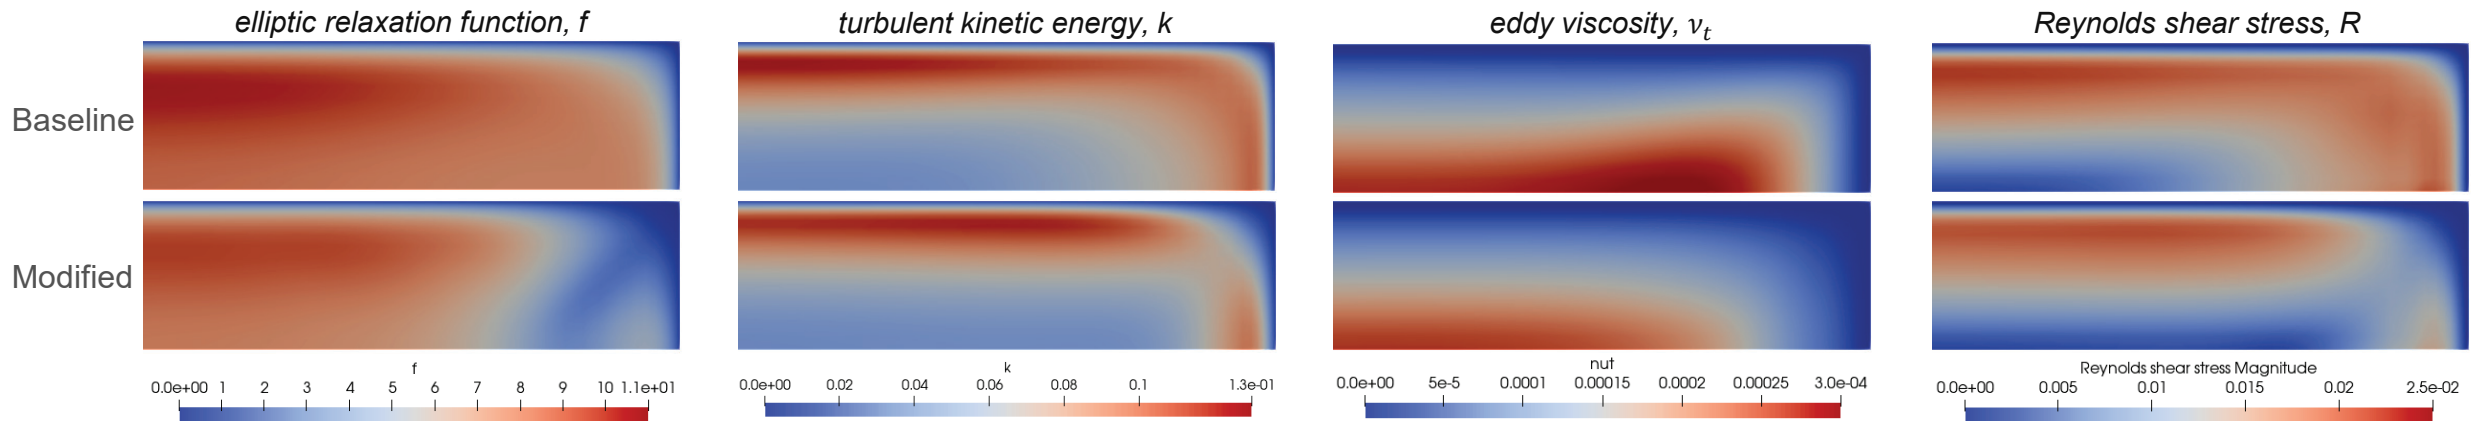 elliptic relaxation function, f
turbulent kinetic energy, k
eddy viscosity, νₜ
Reynolds shear stress, R
Baseline
Modified
f
0.0e+00 1 2 3 4 5 6 7 8 9 10 1.1e+01
k
0.0e+00 0.02 0.04 0.06 0.08 0.1 1.3e-01
nut
0.0e+00 5e-5 0.0001 0.00015 0.0002 0.00025 3.0e-04
Reynolds shear stress Magnitude
0.0e+00 0.005 0.01 0.015 0.02 2.5e-02